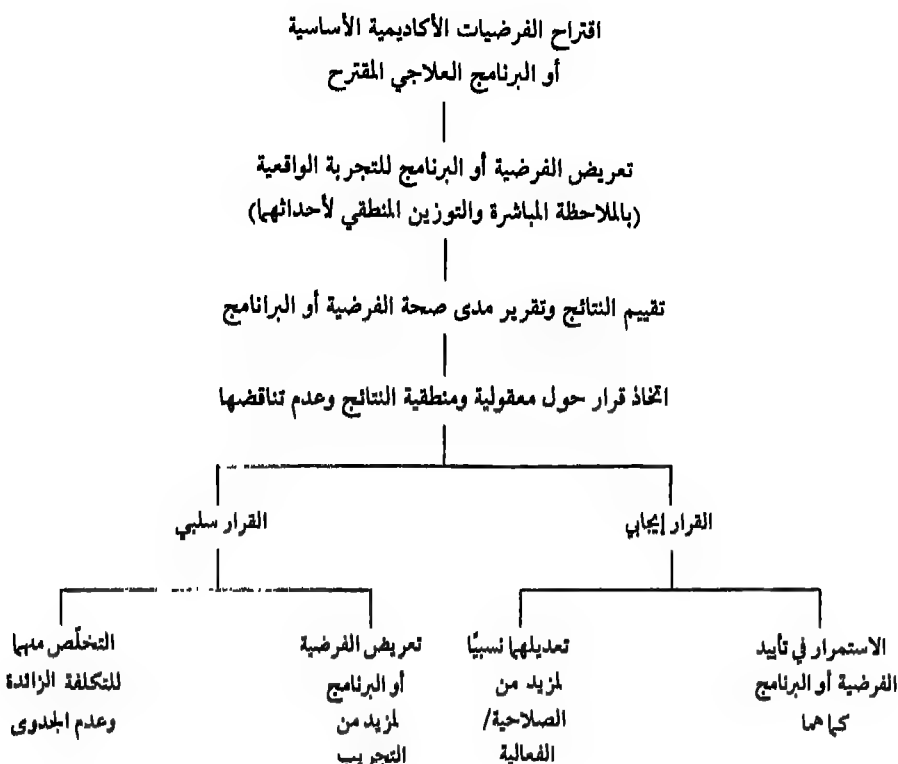 اقتراح الفرضيات الأكاديمية الأساسية
أو البرنامج العلاجي المقترح
تعريض الفرضية أو البرنامج للتجربة الواقعية
(بالملاحظة المباشرة والتوزين المنطقي لأحداثهما)
تقييم النتائج وتقرير مدى صحة الفرضية أو البرانامج
اتخاذ قرار حول معقولية ومنطقية النتائج وعدم تناقضها
القرار إيجابي
القرار سلبي
الاستمرار في تأييد
الفرضية أو البرنامج
كما هما
تعديلهما نسبيًا
لمزيد من
الصلاحية/
الفعالية
تعريض الفرضية
أو البرنامج
لمزيد من
التجريب
التخلّص منهما
للتكلفة الزائدة
وعدم الجدوى